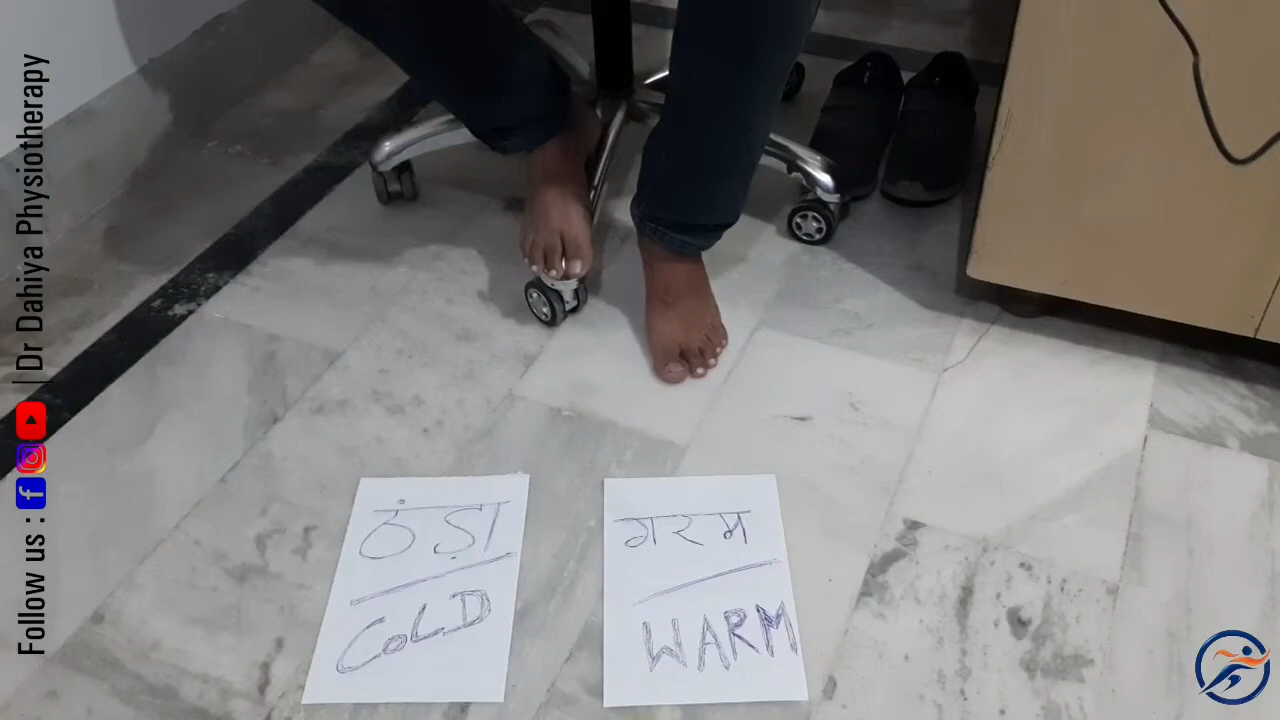 ठंडा
COLD
गरम
WARM
Follow us : | Dr Dahiya Physiotherapy